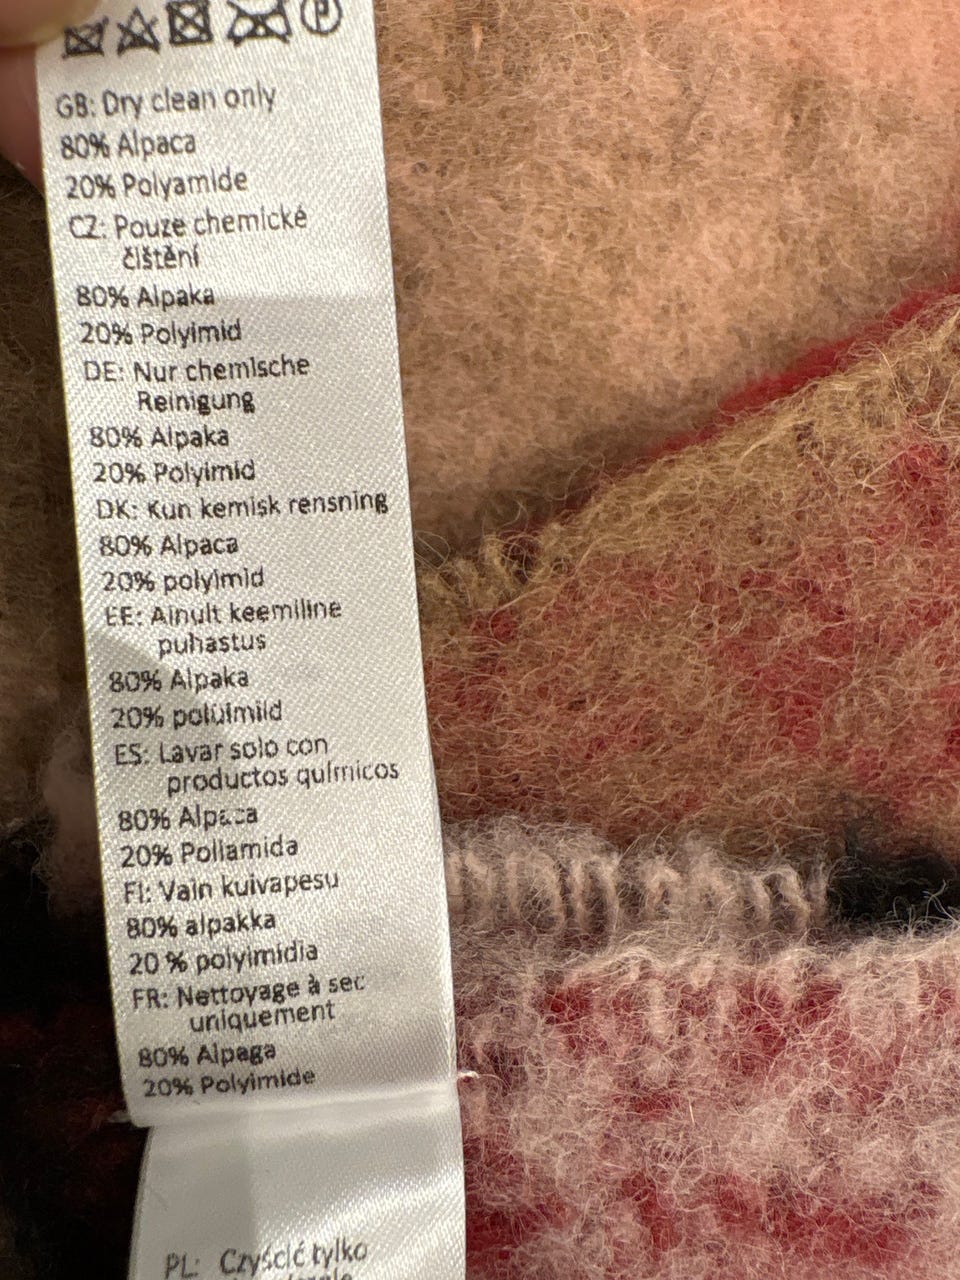 P
GB: Dry clean only
80% Alpaca
20% Polyamide
CZ: Pouze chemické
čištění
80% Alpaka
20% Polyimid
DE: Nur chemische
Reinigung
80% Alpaka
20% Polyimid
DK: Kun kemisk rensning
80% Alpaca
20% polyimid
EE: Ainult keemiline
puhastus
80% Alpaka
20% polüimiid
ES: Lavar solo con
productos químicos
80% Alpaca
20% Poliamida
FI: Vain kuivapesu
80% alpakka
20 % polyimidia
FR: Nettoyage à sec
uniquement
80% Alpaga
20% Polyimide
PL: Czyścić tylko